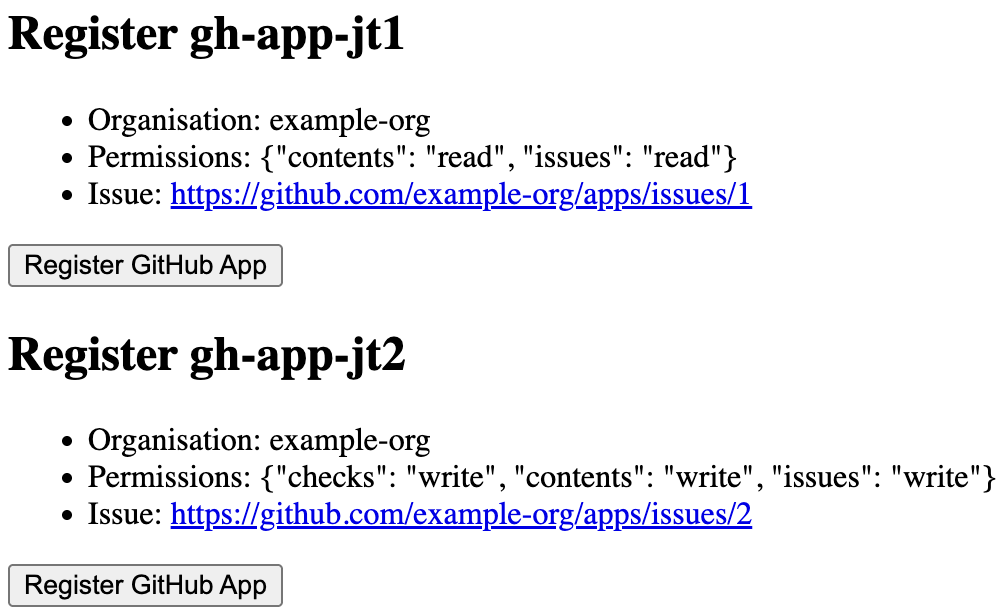 Register gh-app-jt1
Organisation: example-org
Permissions: {"contents": "read", "issues": "read"}
Issue: https://github.com/example-org/apps/issues/1
Register GitHub App
Register gh-app-jt2
Organisation: example-org
Permissions: {"checks": "write", "contents": "write", "issues": "write"}
Issue: https://github.com/example-org/apps/issues/2
Register GitHub App